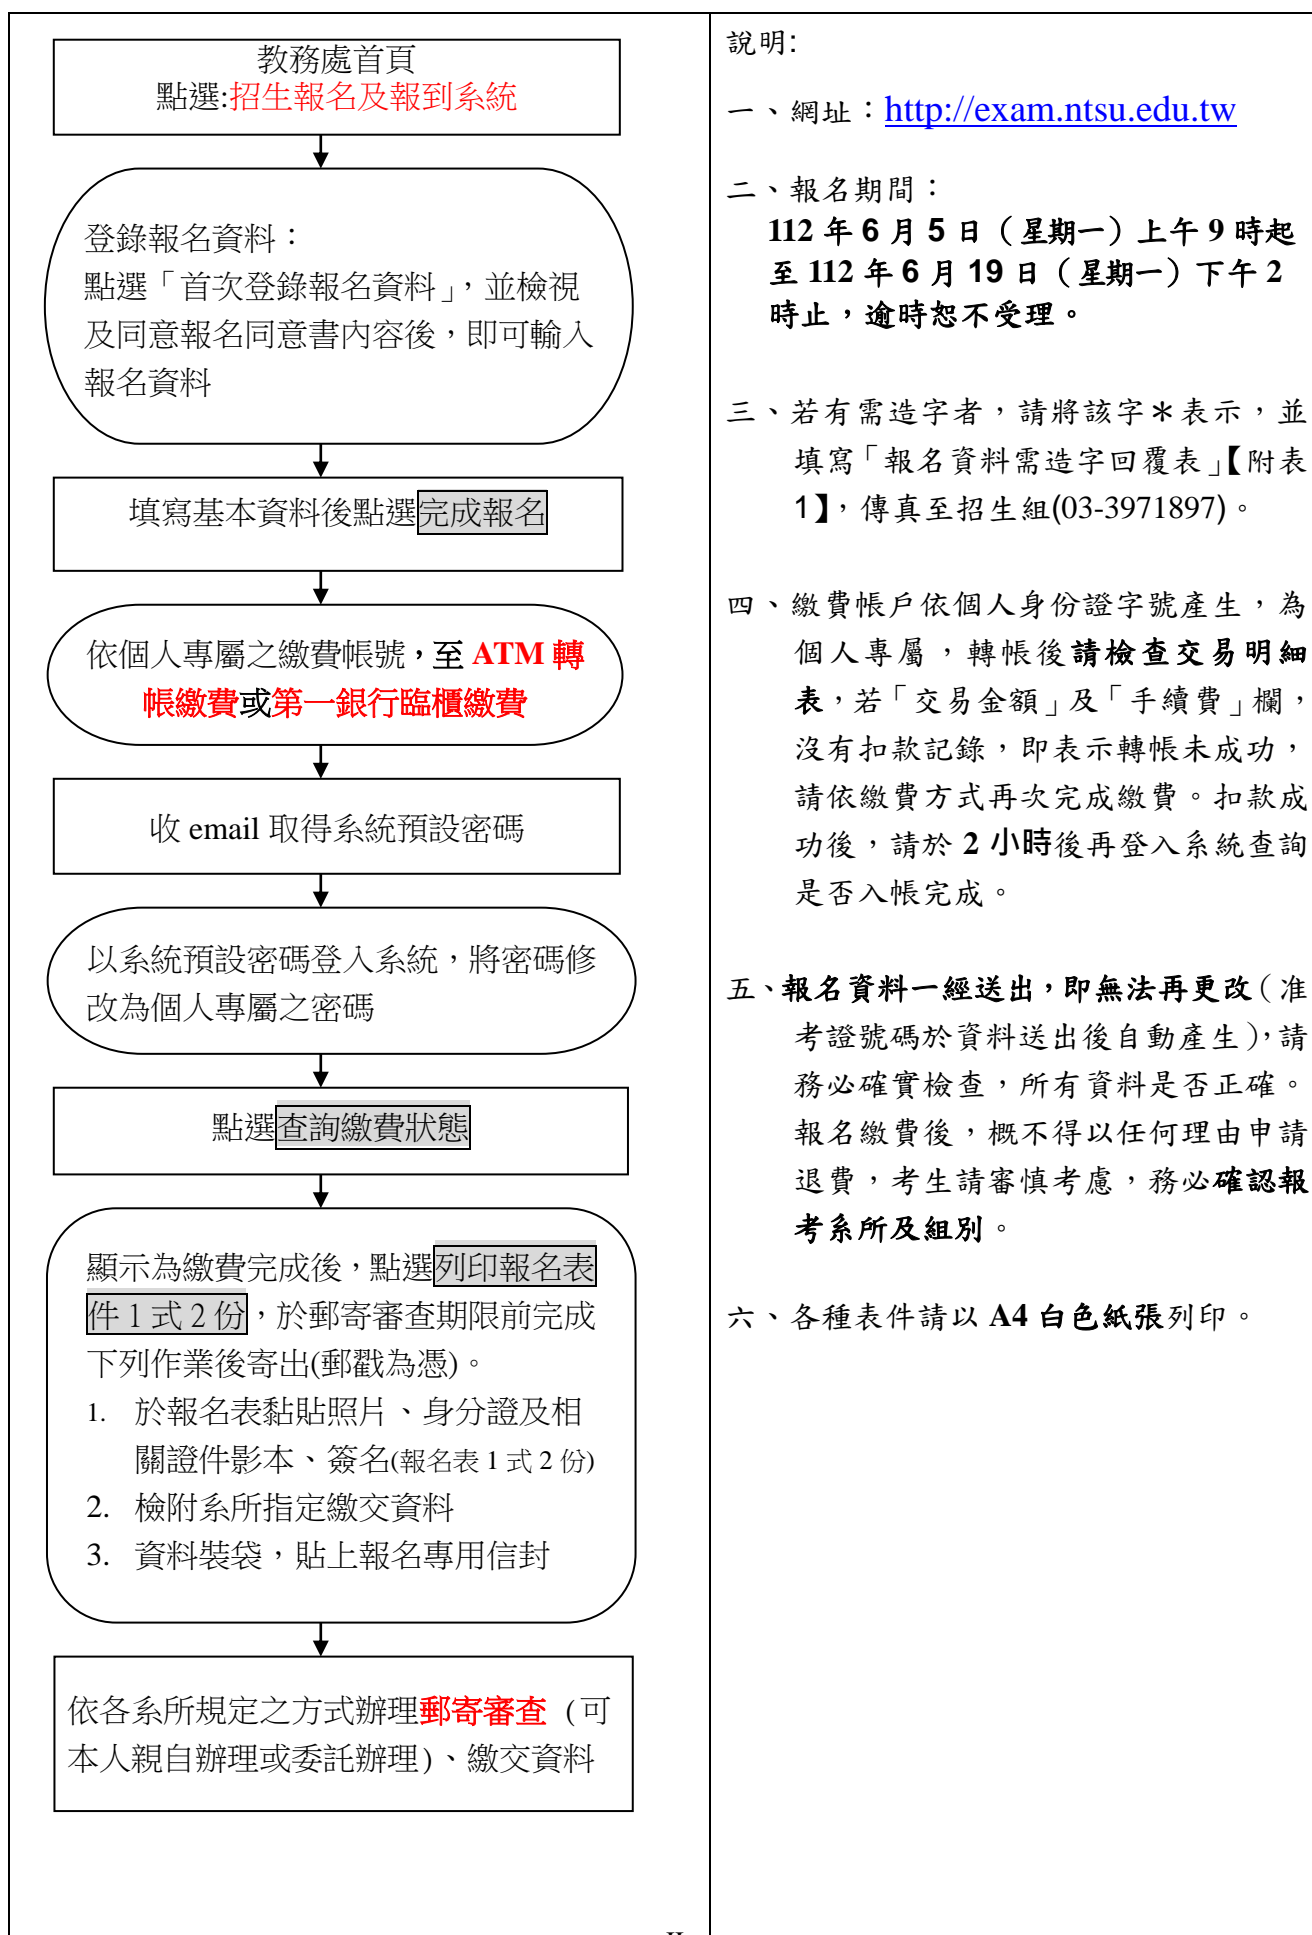 教務處首頁
點選:招生報名及報到系統
登錄報名資料：
點選「首次登錄報名資料」，並檢視
及同意報名同意書內容後，即可輸入
報名資料
填寫基本資料後點選完成報名
依個人專屬之繳費帳號，至 ATM 轉
帳繳費或第一銀行臨櫃繳費
收 email 取得系統預設密碼
以系統預設密碼登入系統，將密碼修
改為個人專屬之密碼
點選查詢繳費狀態
顯示為繳費完成後，點選列印報名表
件 1 式 2 份，於郵寄審查期限前完成
下列作業後寄出(郵戳為憑)。
1. 於報名表黏貼照片、身分證及相
關證件影本、簽名(報名表 1 式 2 份)
2. 檢附系所指定繳交資料
3. 資料裝袋，貼上報名專用信封
依各系所規定之方式辦理郵寄審查 (可
本人親自辦理或委託辦理)、繳交資料
說明:
一、網址：http://exam.ntsu.edu.tw
二、報名期間：
112 年 6 月 5 日（星期一）上午 9 時起
至 112 年 6 月 19 日（星期一）下午 2
時止，逾時恕不受理。
三、若有需造字者，請將該字＊表示，並
填寫「報名資料需造字回覆表」【附表
1】，傳真至招生組(03-3971897)。
四、繳費帳戶依個人身份證字號產生，為
個人專屬，轉帳後請檢查交易明細
表，若「交易金額」及「手續費」欄，
沒有扣款記錄，即表示轉帳未成功，
請依繳費方式再次完成繳費。扣款成
功後，請於 2 小時後再登入系統查詢
是否入帳完成。
五、報名資料一經送出，即無法再更改（准
考證號碼於資料送出後自動產生），請
務必確實檢查，所有資料是否正確。
報名繳費後，概不得以任何理由申請
退費，考生請審慎考慮，務必確認報
考系所及組別。
六、各種表件請以 A4 白色紙張列印。
II